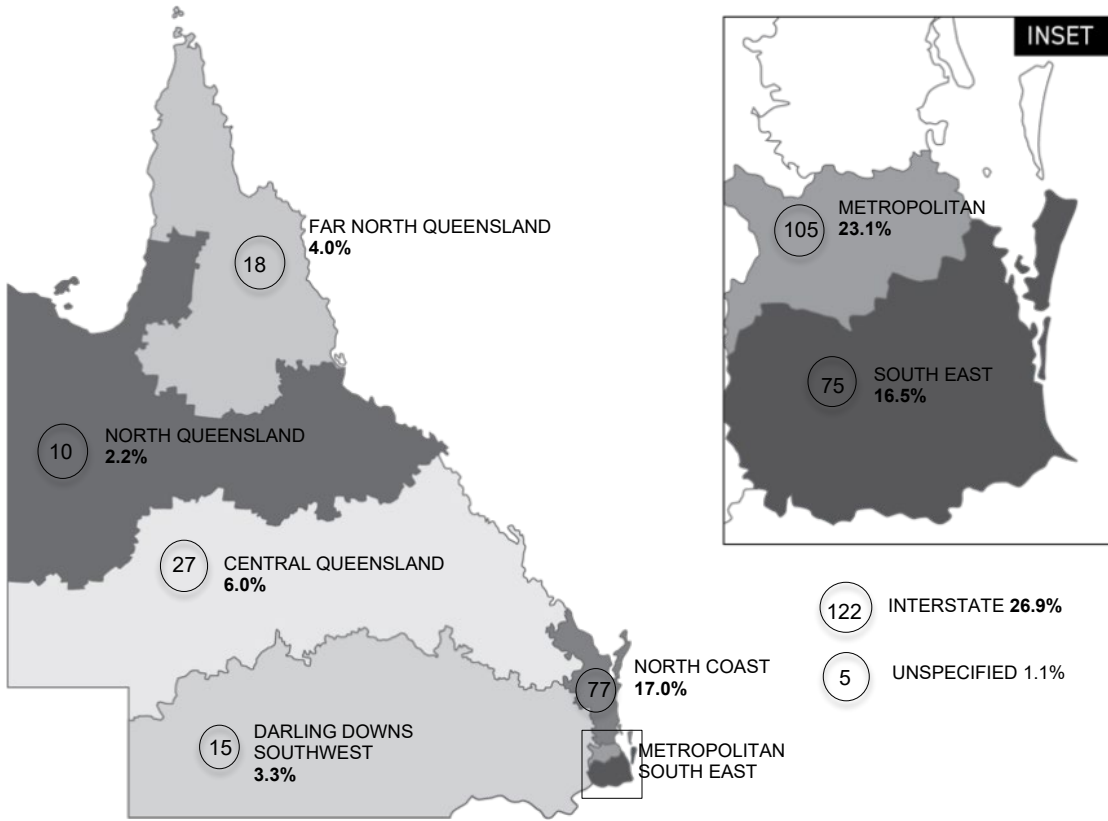 INSET
METROPOLITAN
105
23.1%
FAR NORTH QUEENSLAND
18
4.0%
75
SOUTH EAST
16.5%
10
NORTH QUEENSLAND
2.2%
27
CENTRAL QUEENSLAND
6.0%
122
INTERSTATE 26.9%
5
UNSPECIFIED 1.1%
77
NORTH COAST
17.0%
15
DARLING DOWNS
SOUTHWEST
3.3%
METROPOLITAN
SOUTH EAST